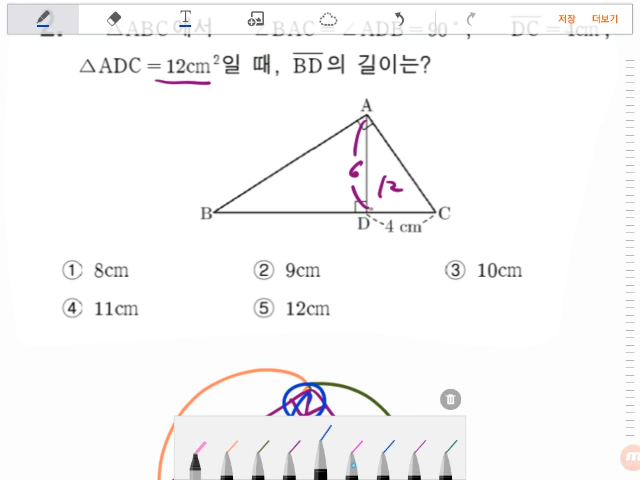 저장 더보기
2. △ABC에서 ∠BAC=∠ADB=90°, DC=4cm,
△ADC=12cm²일 때, BD의 길이는?
A
6
12
B
D
C
4 cm
① 8cm ② 9cm ③ 10cm
④ 11cm ⑤ 12cm